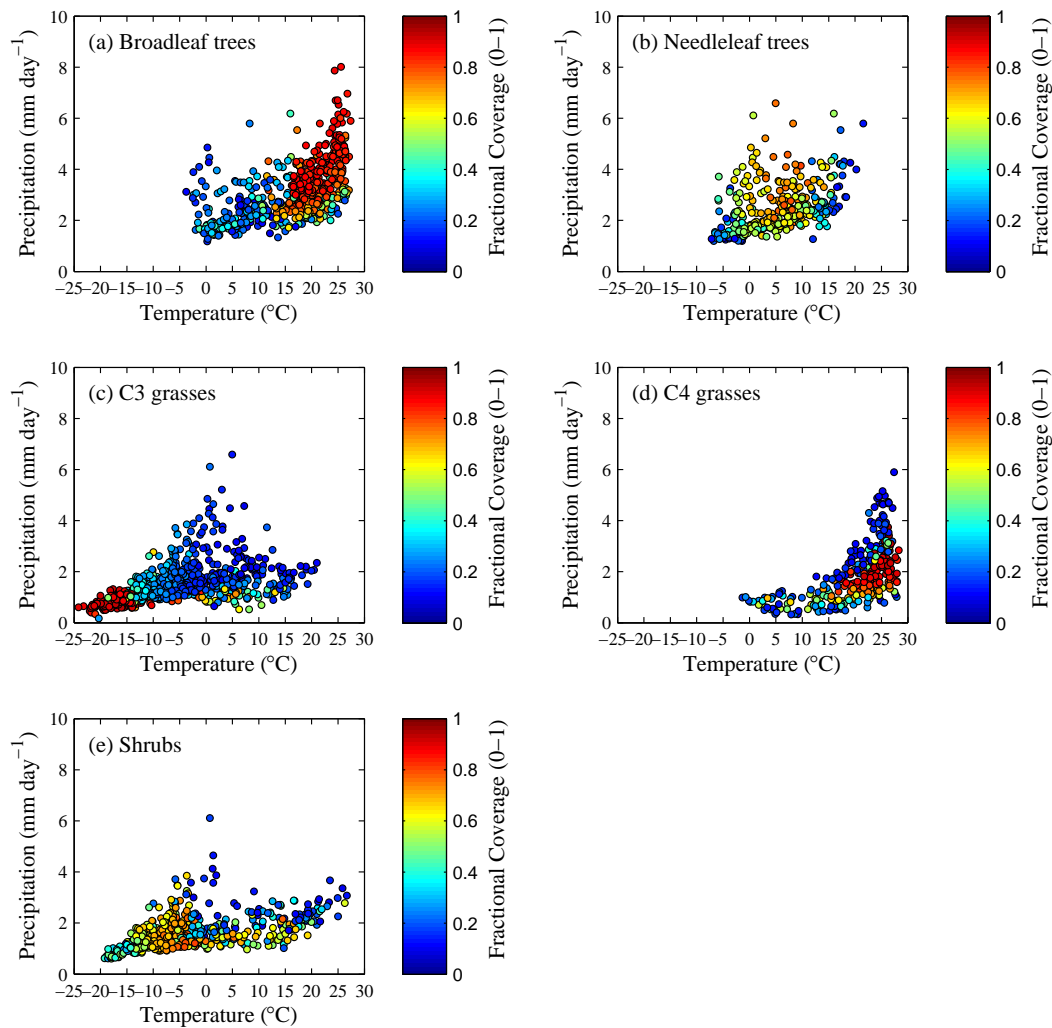 (a) Broadleaf trees
Precipitation (mm day−1)
10
8
6
4
2
0
−25−20−15−10−5 0 5 10 15 20 25 30
Temperature (°C)
1
0.8
0.6
0.4
0.2
0
Fractional Coverage (0−1)
(b) Needleleaf trees
Precipitation (mm day−1)
10
8
6
4
2
0
−25−20−15−10−5 0 5 10 15 20 25 30
Temperature (°C)
1
0.8
0.6
0.4
0.2
0
Fractional Coverage (0−1)
(c) C3 grasses
Precipitation (mm day−1)
10
8
6
4
2
0
−25−20−15−10−5 0 5 10 15 20 25 30
Temperature (°C)
1
0.8
0.6
0.4
0.2
0
Fractional Coverage (0−1)
(d) C4 grasses
Precipitation (mm day−1)
10
8
6
4
2
0
−25−20−15−10−5 0 5 10 15 20 25 30
Temperature (°C)
1
0.8
0.6
0.4
0.2
0
Fractional Coverage (0−1)
(e) Shrubs
Precipitation (mm day−1)
10
8
6
4
2
0
−25−20−15−10−5 0 5 10 15 20 25 30
Temperature (°C)
1
0.8
0.6
0.4
0.2
0
Fractional Coverage (0−1)